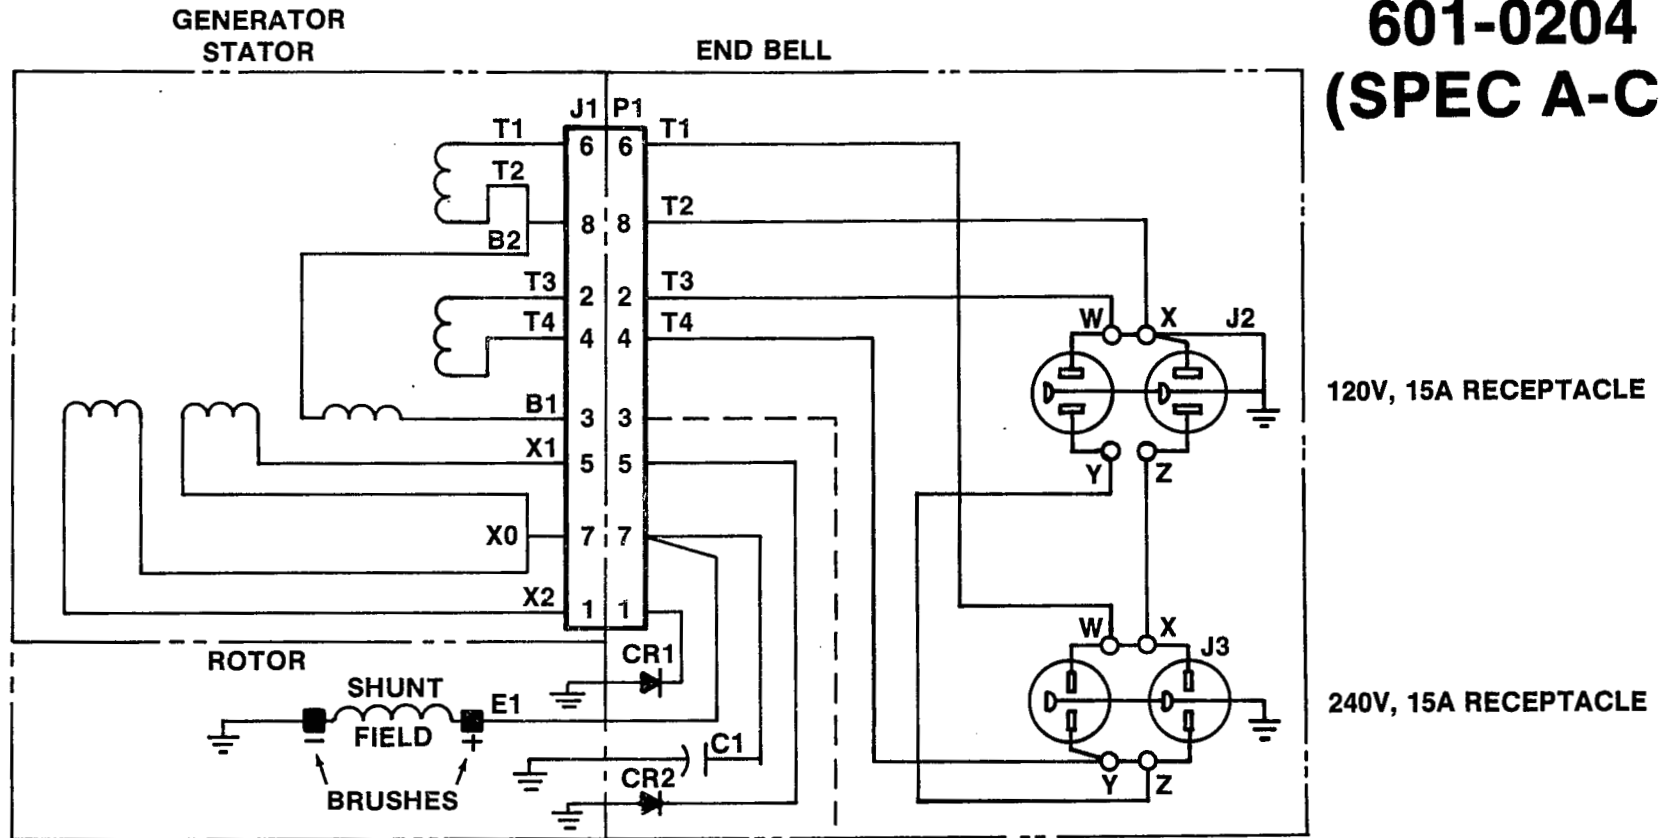 GENERATOR
STATOR
END BELL
601-0204
(SPEC A-C
J1 P1
T1 6 6 T1
T2
8 8 T2
B2
T3 2 2 T3
T4 4 4 T4
W X J2
120V, 15A RECEPTACLE
B1 3 3
X1 5 5
Y Z
X0 7 7
X2 1 1
W X
J3
ROTOR
CR1
SHUNT
FIELD
E1
240V, 15A RECEPTACLE
− +
C1
CR2
Y Z
BRUSHES